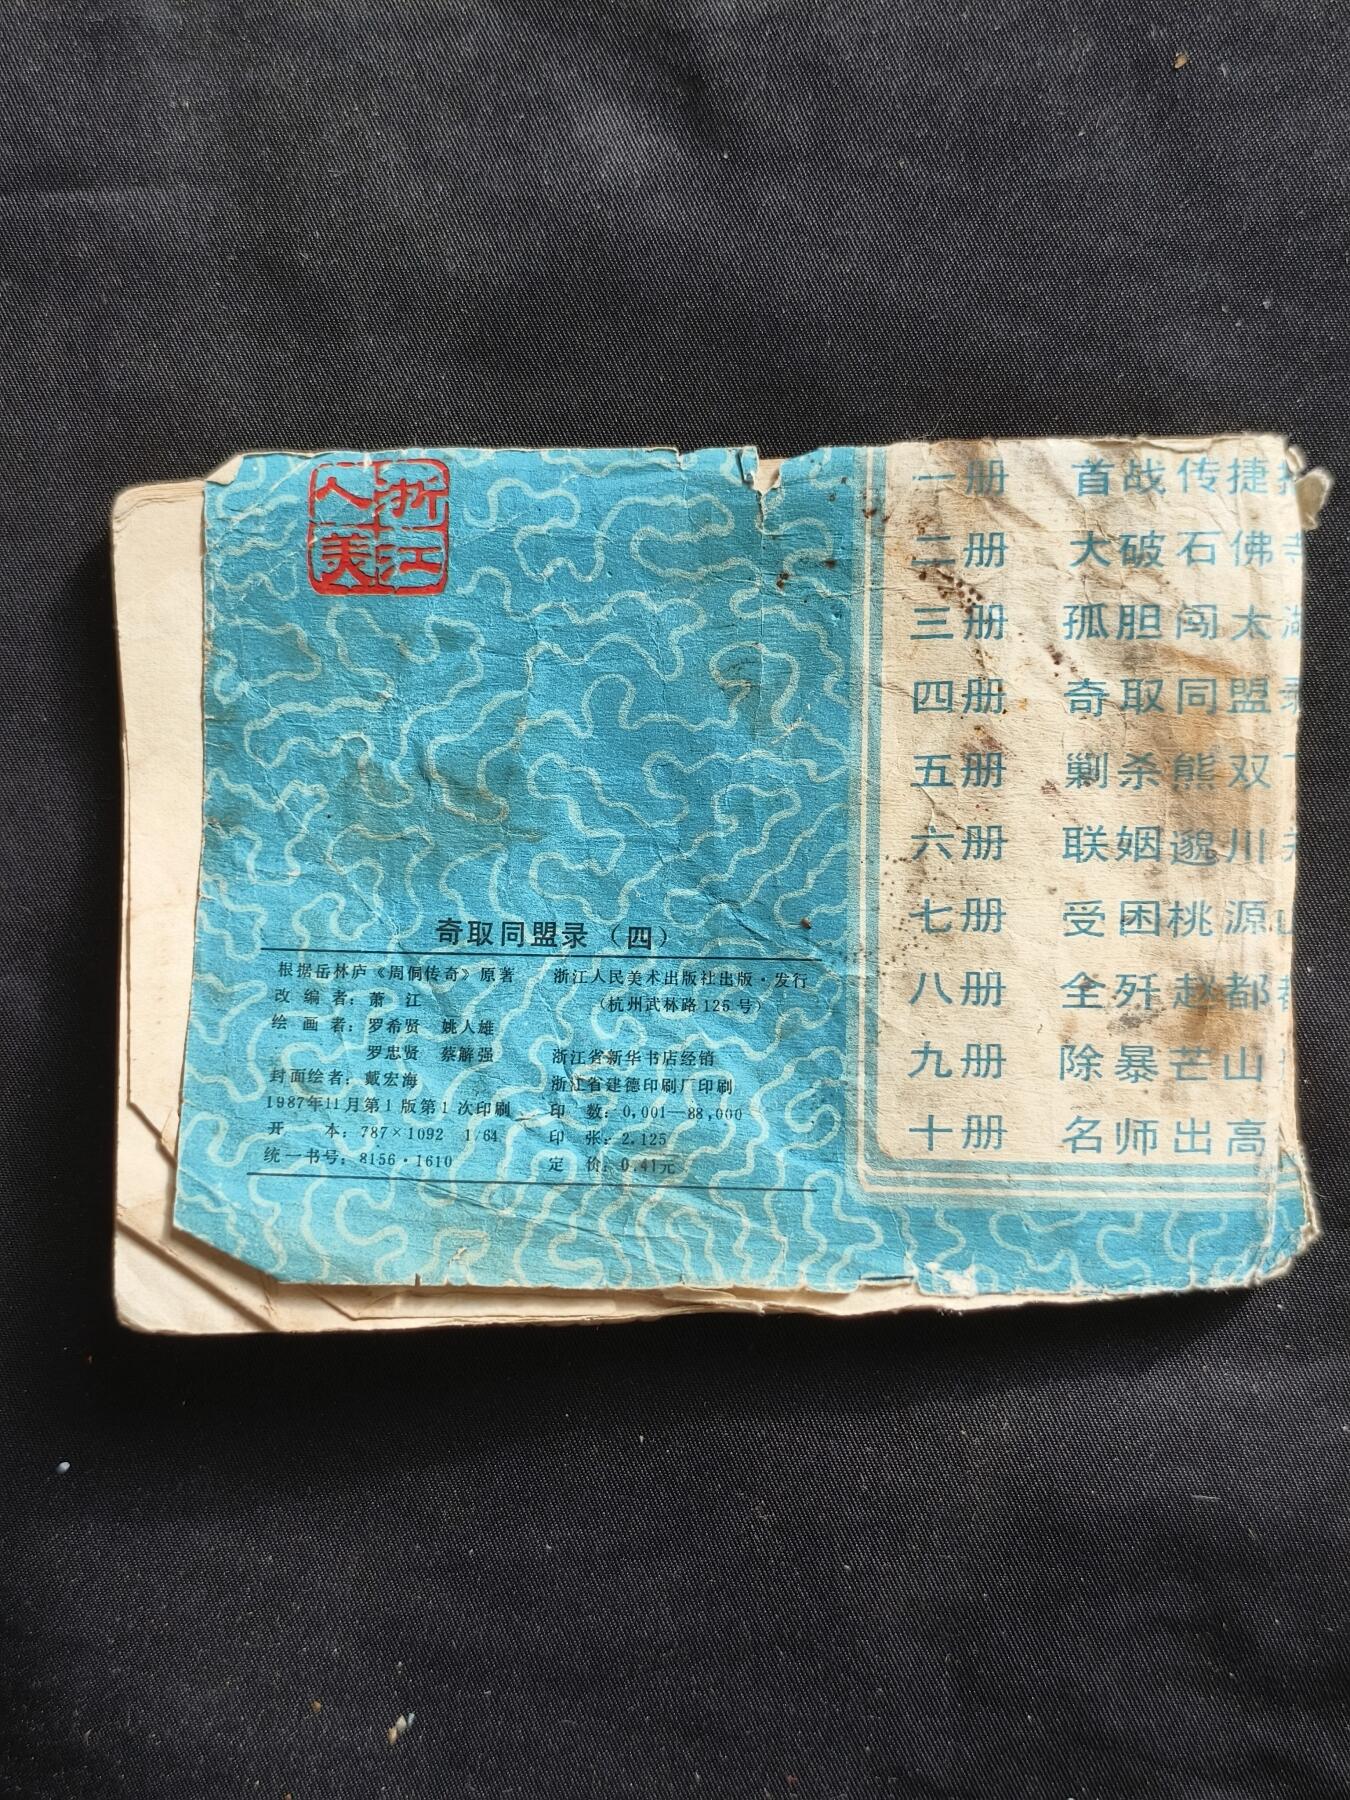 浙江
人美
奇取同盟录（四）
根据岳林庐《周侗传奇》原著
改编者：萧江
绘画者：罗希贤 姚人雄
罗忠贤 蔡解强
封面绘者：戴宏海
1987年11月第1版第1次印刷
开 本：787×1092 1/64
统一书号：8156·1610
浙江人民美术出版社出版·发行
（杭州武林路125号）
浙江省新华书店经销
浙江省建德印刷厂印刷
印 数：0,001—88,000
印 张：2.125
定 价：0.41元
一册 首战传捷
二册 大破石佛
三册 孤胆闯太
四册 奇取同盟
五册 剿杀熊双
六册 联姻邈川
七册 受困桃源
八册 全歼赵都
九册 除暴芒山
十册 名师出高